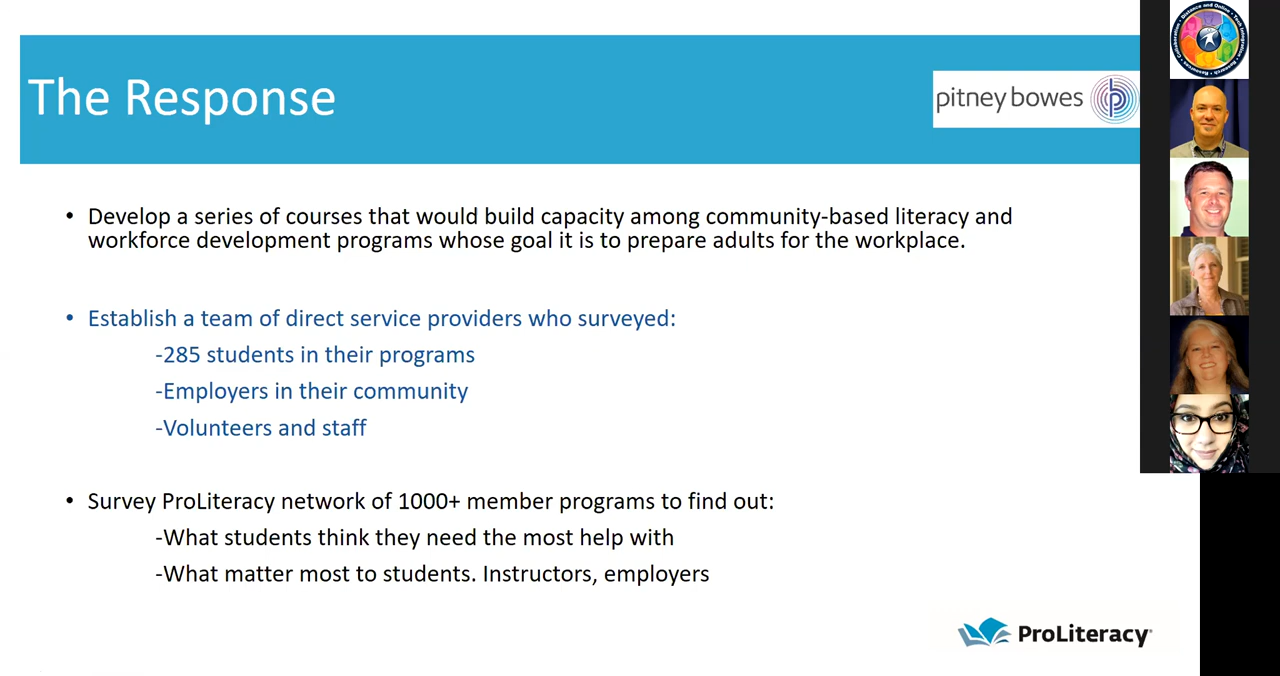 The Response
pitney bowes
• Develop a series of courses that would build capacity among community-based literacy and
workforce development programs whose goal it is to prepare adults for the workplace.
• Establish a team of direct service providers who surveyed:
-285 students in their programs
-Employers in their community
-Volunteers and staff
• Survey ProLiteracy network of 1000+ member programs to find out:
-What students think they need the most help with
-What matter most to students. Instructors, employers
ProLiteracy®